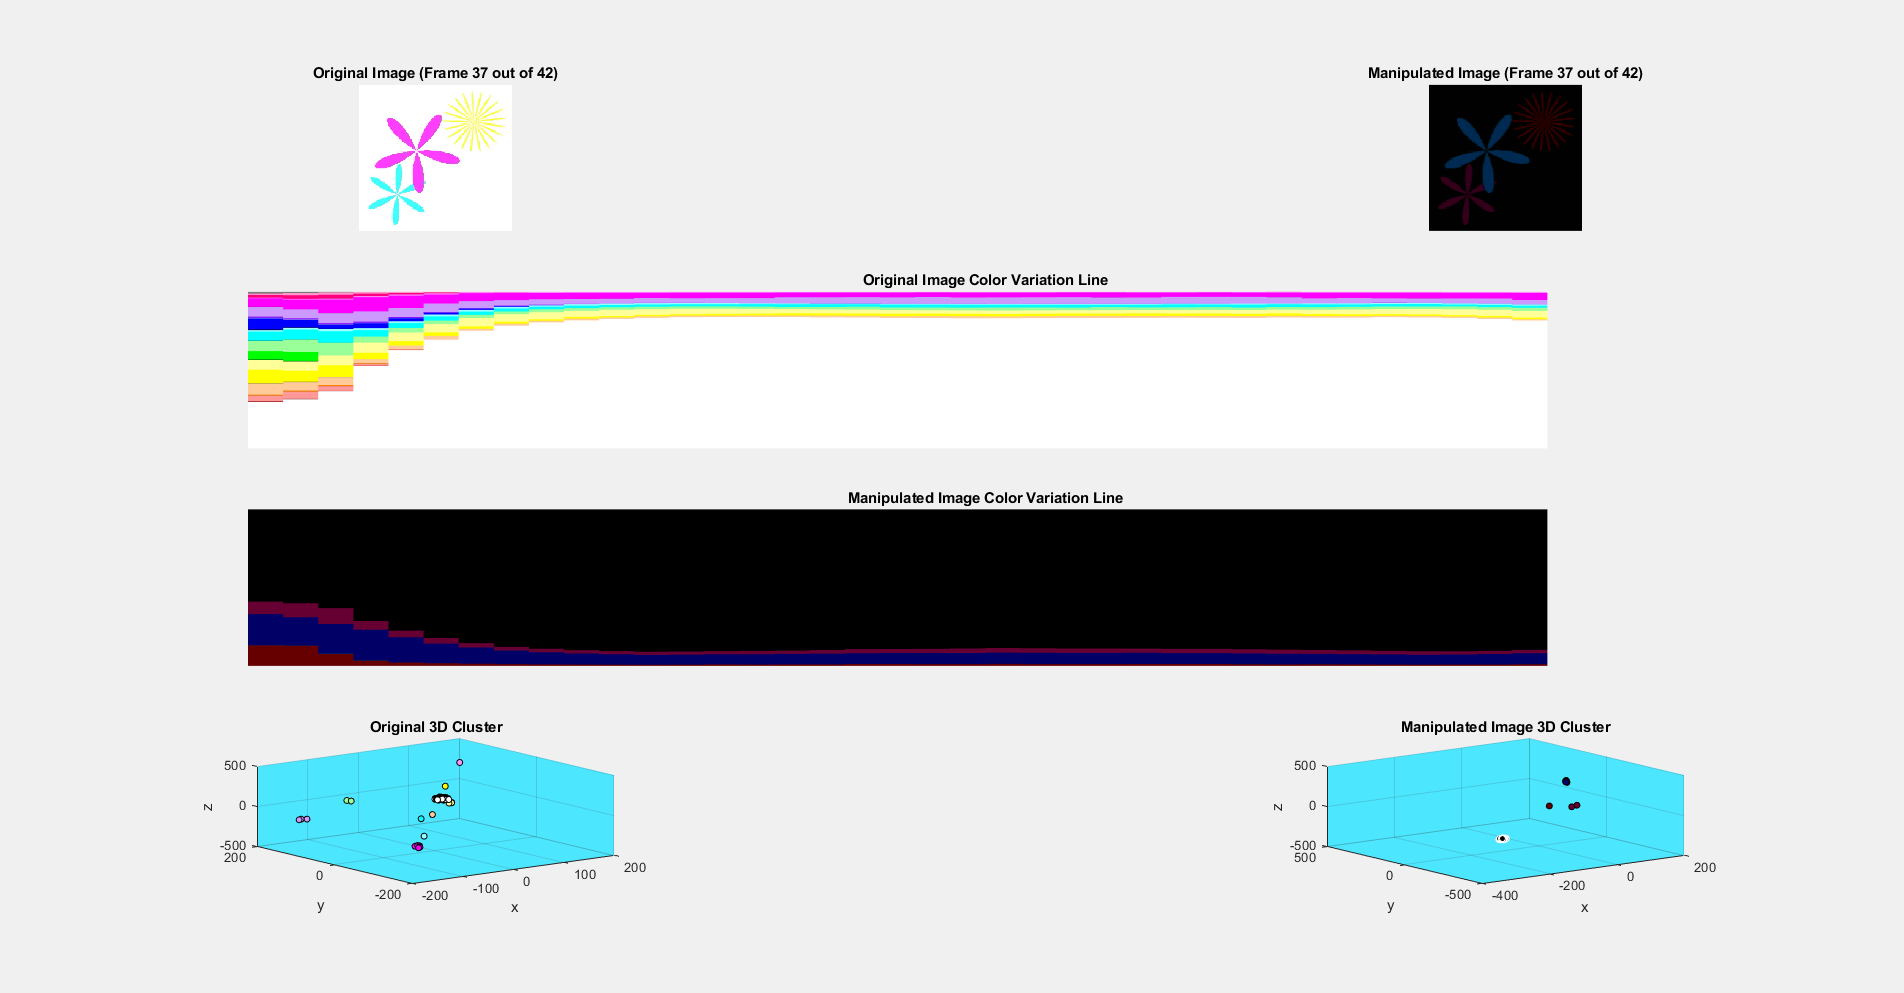 Original Image (Frame 37 out of 42)
Manipulated Image (Frame 37 out of 42)
Original Image Color Variation Line
Manipulated Image Color Variation Line
Original 3D Cluster
500
0
-500
z
200
0
-200
y
-200
-100
0
100
200
x
Manipulated Image 3D Cluster
500
0
-500
z
500
0
-500
y
-400
-200
0
200
x